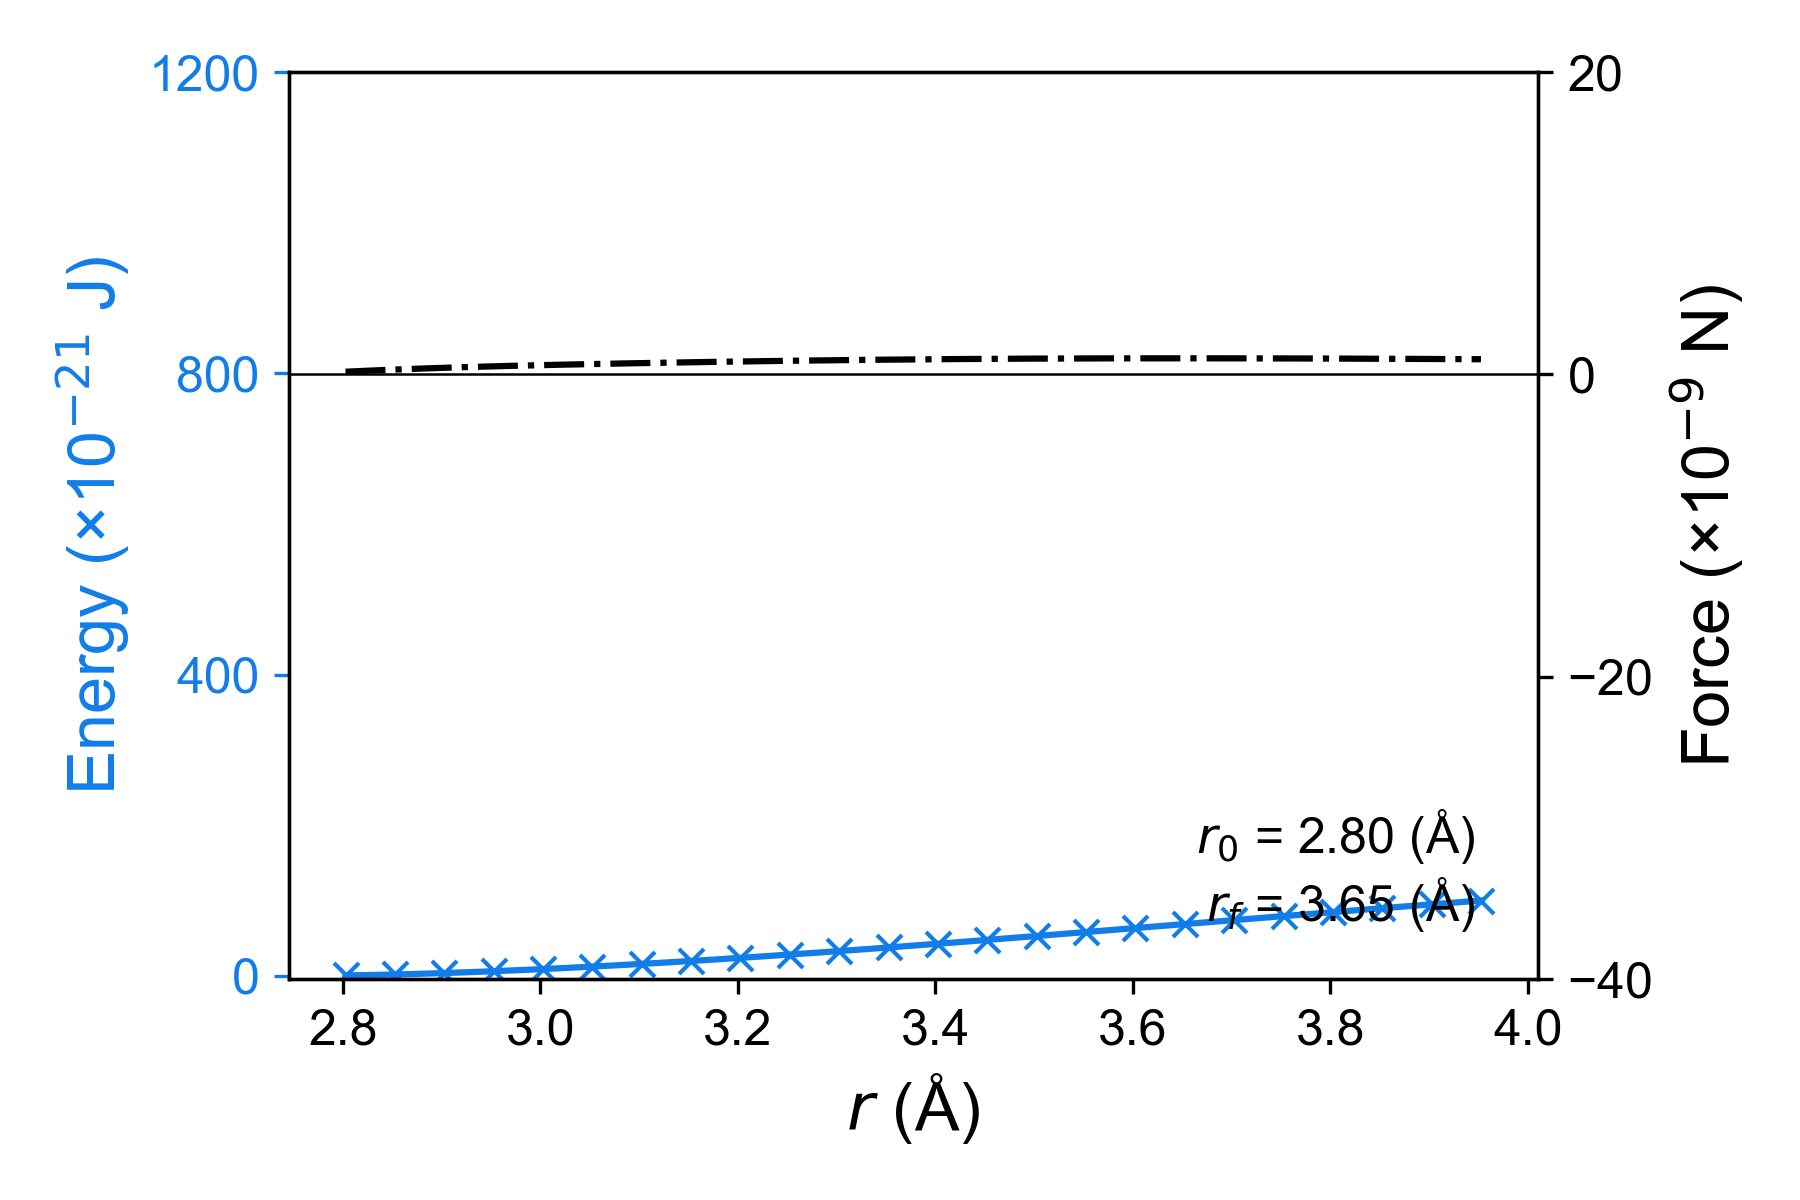 1200
800
400
0
Energy (×10⁻²¹ J)
20
0
−20
−40
Force (×10⁻⁹ N)
r₀ = 2.80 (Å)
r_f = 3.65 (Å)
2.8 3.0 3.2 3.4 3.6 3.8 4.0
r (Å)